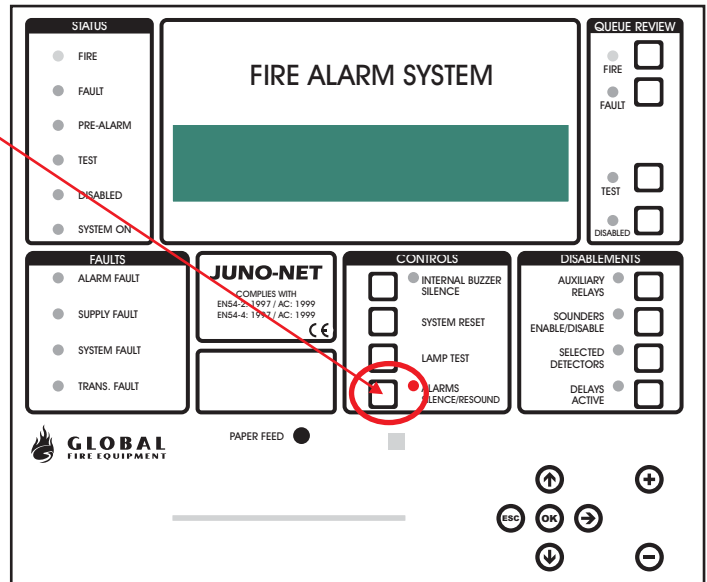 STATUS
FIRE
FAULT
PRE-ALARM
TEST
DISABLED
SYSTEM ON
FIRE ALARM SYSTEM
QUEUE REVIEW
FIRE
FAULT
TEST
DISABLED
FAULTS
ALARM FAULT
SUPPLY FAULT
SYSTEM FAULT
TRANS. FAULT
JUNO-NET
COMPLIES WITH
EN54-2: 1997 / AC: 1999
EN54-4: 1997 / AC: 1999
CE
CONTROLS
INTERNAL BUZZER
SILENCE
SYSTEM RESET
LAMP TEST
ALARMS
SILENCE/RESOUND
DISABLEMENTS
AUXILIARY
RELAYS
SOUNDERS
ENABLE/DISABLE
SELECTED
DETECTORS
DELAYS
ACTIVE
GLOBAL
FIRE EQUIPMENT
PAPER FEED
ESC
OK